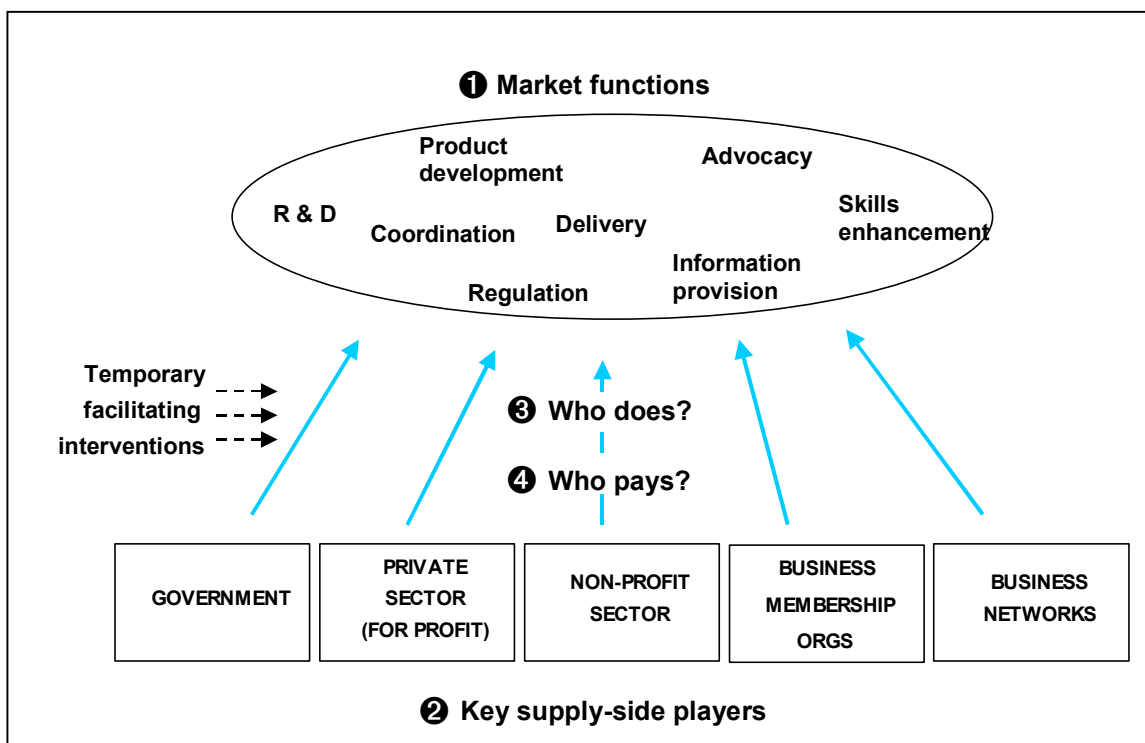 ❶ Market functions
Product
development
Advocacy
R & D
Coordination
Delivery
Skills
enhancement
Regulation
Information
provision
Temporary
facilitating
interventions
❸ Who does?
❹ Who pays?
GOVERNMENT
PRIVATE
SECTOR
(FOR PROFIT)
NON-PROFIT
SECTOR
BUSINESS
MEMBERSHIP
ORGS
BUSINESS
NETWORKS
❷ Key supply-side players